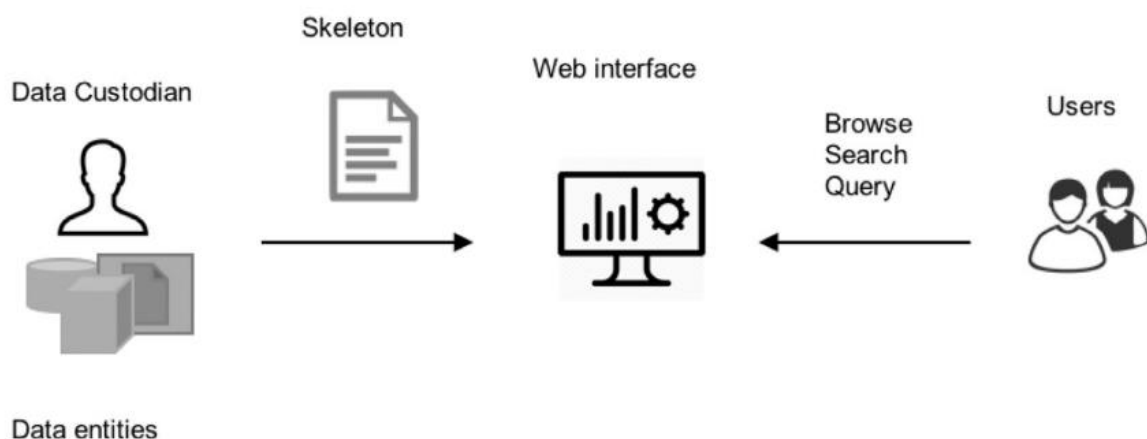 Skeleton
Web interface
Data Custodian
Users
Browse
Search
Query
Data entities